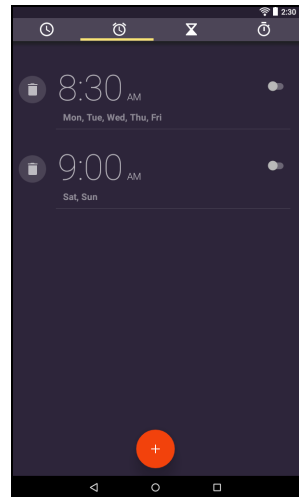 2:30
8:30 AM
Mon, Tue, Wed, Thu, Fri
9:00 AM
Sat, Sun